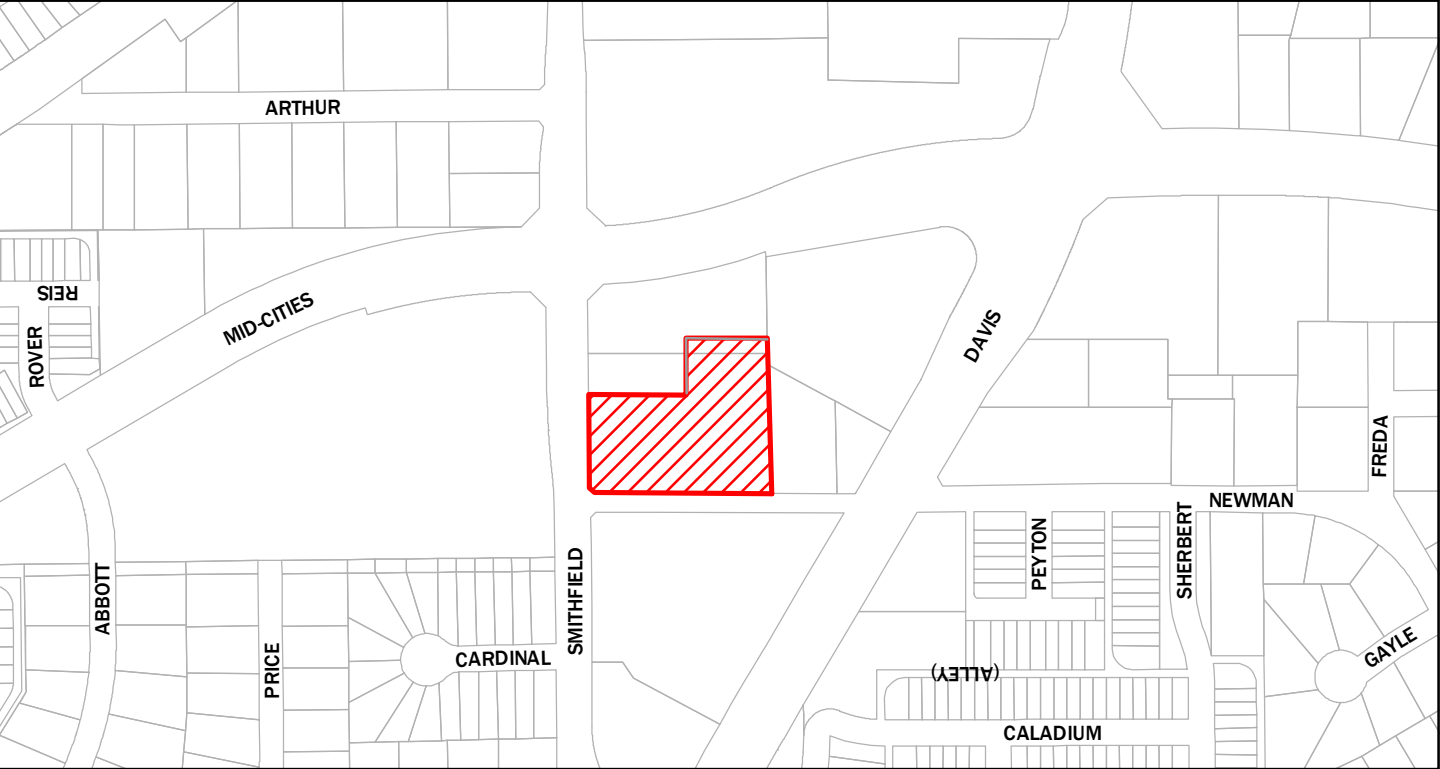 ARTHUR
REIS
MID-CITIES
ROVER
DAVIS
FREDA
NEWMAN
PEYTON
SHERBERT
ABBOTT
SMITHFIELD
PRICE
CARDINAL
GAYLE
(ALLEY)
CALADIUM